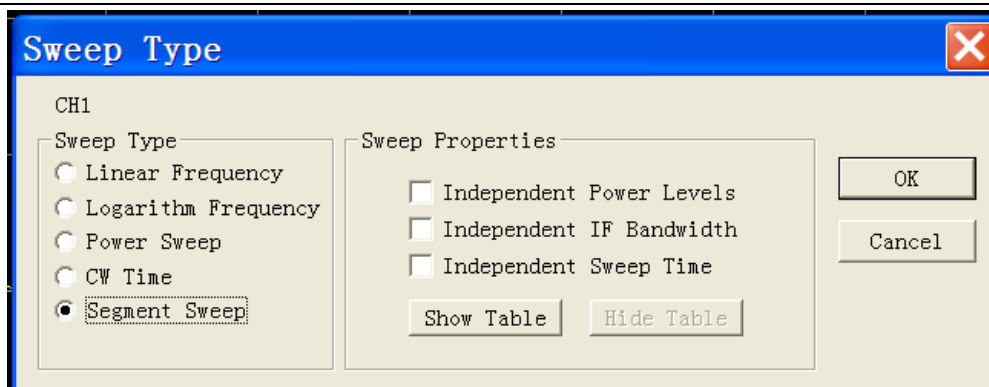 Sweep Type
CH1
Sweep Type
Linear Frequency
Logarithm Frequency
Power Sweep
CW Time
Segment Sweep
Sweep Properties
Independent Power Levels
Independent IF Bandwidth
Independent Sweep Time
Show Table
Hide Table
OK
Cancel